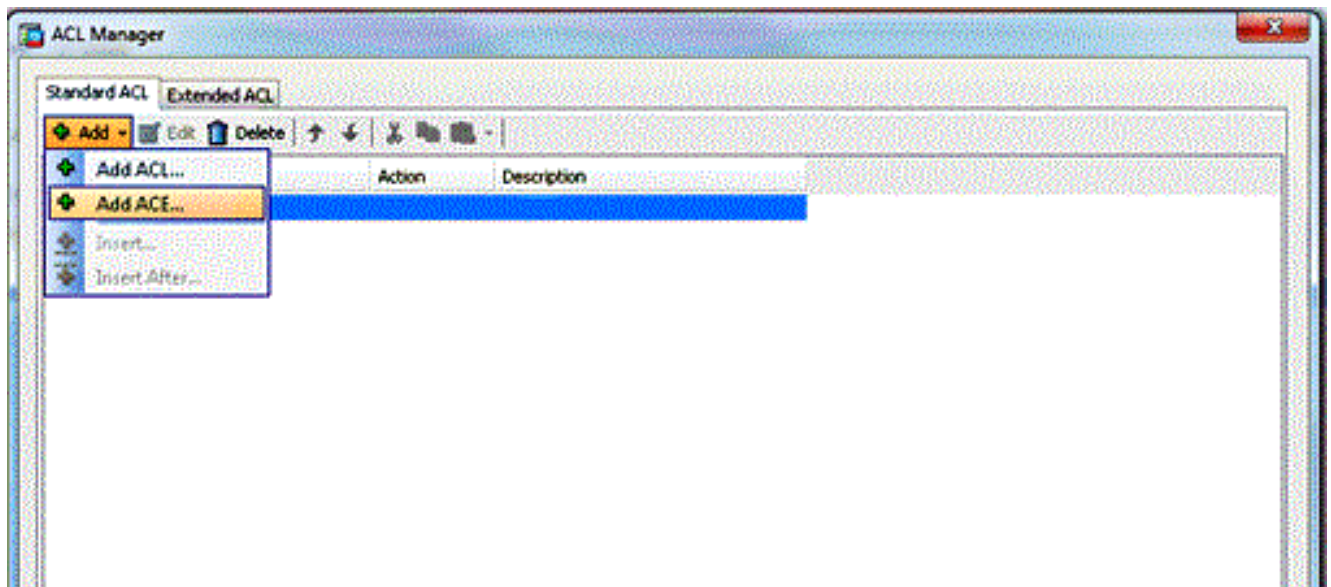 ACL Manager
Standard ACL Extended ACL
Add Edit Delete
Add ACL...
Action Description
Add ACE...
Insert...
Insert After...